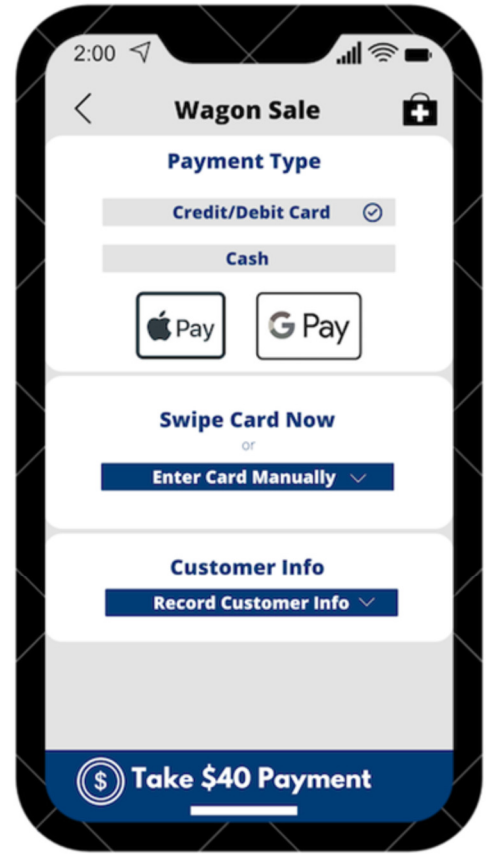 2:00
Wagon Sale
Payment Type
Credit/Debit Card
Cash
Pay
G Pay
Swipe Card Now
or
Enter Card Manually
Customer Info
Record Customer Info
$ Take $40 Payment